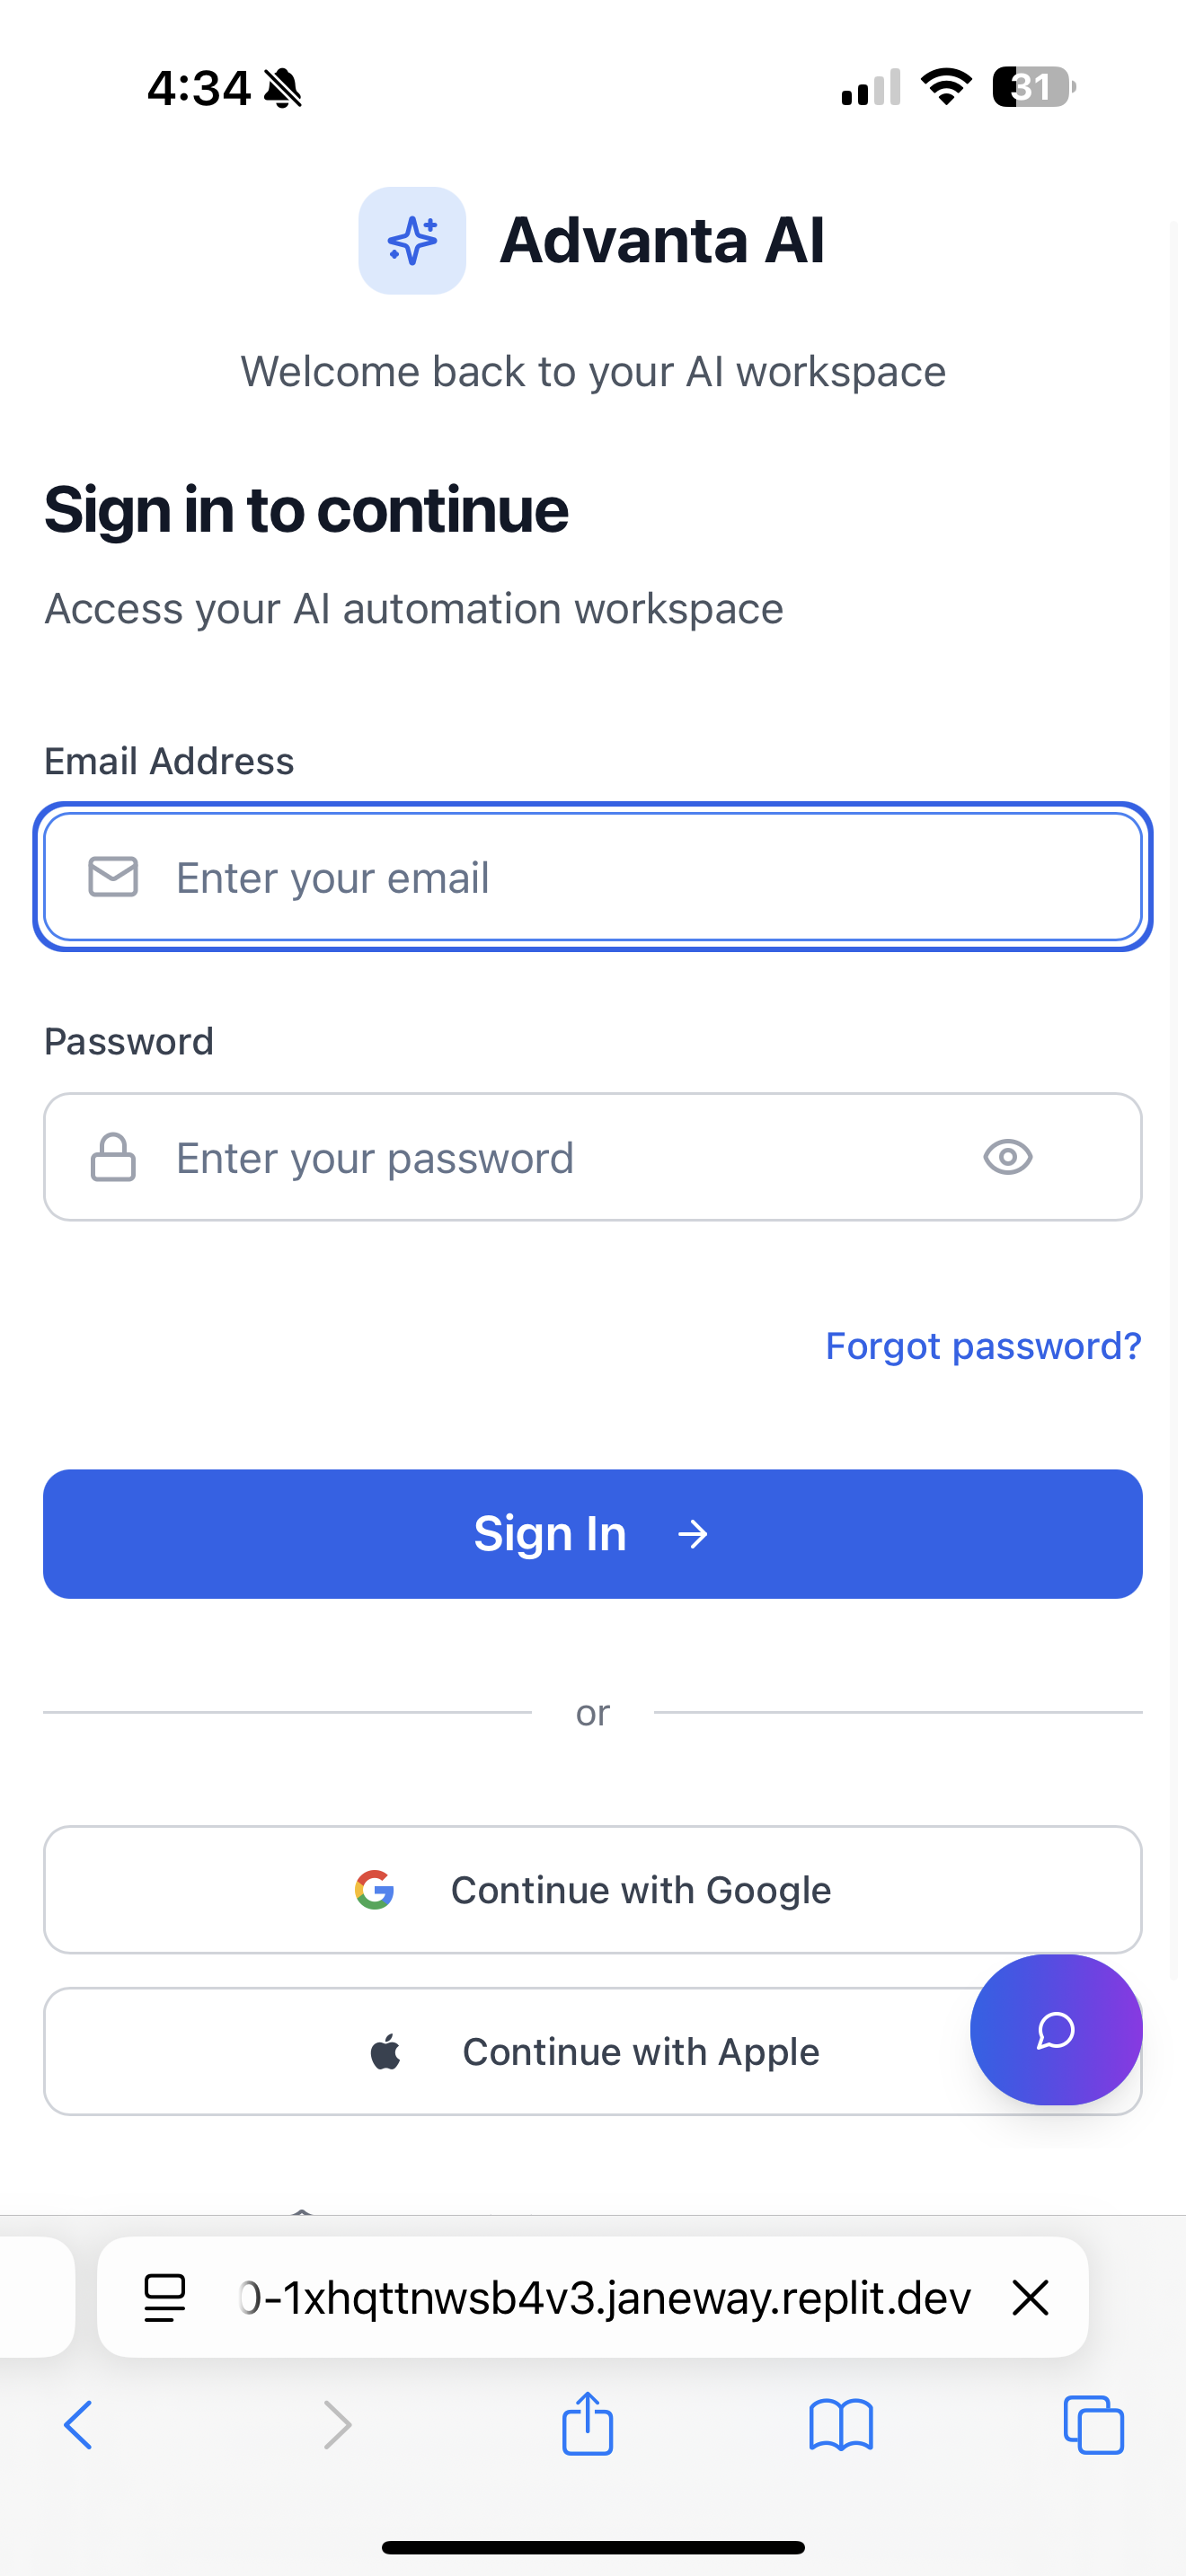 4:34
31
Advanta AI
Welcome back to your AI workspace
Sign in to continue
Access your AI automation workspace
Email Address
Enter your email
Password
Enter your password
Forgot password?
Sign In
or
Continue with Google
Continue with Apple
0-1xhqttnwsb4v3.janeway.replit.dev